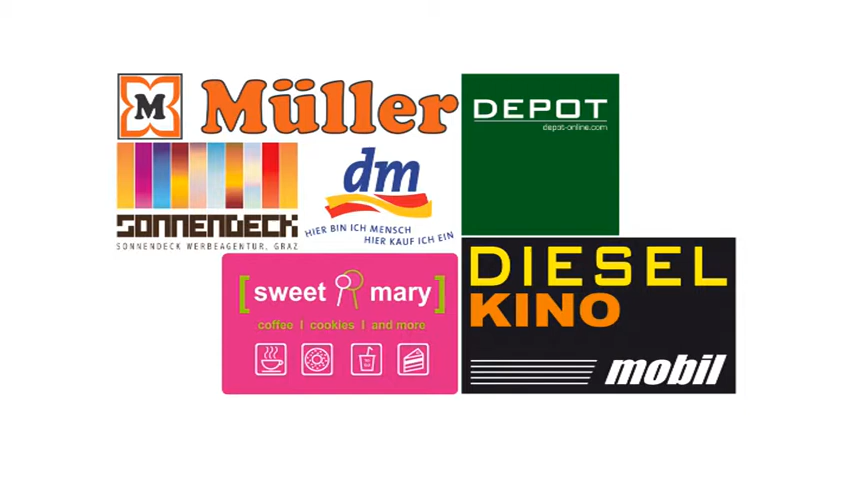 M Müller
DEPOT
depot-online.com
SONNENDECK
SONNENDECK WERBEAGENTUR, GRAZ
dm
HIER BIN ICH MENSCH
HIER KAUF ICH EIN
[sweet mary]
coffee | cookies | and more
DIESEL
KINO
mobil